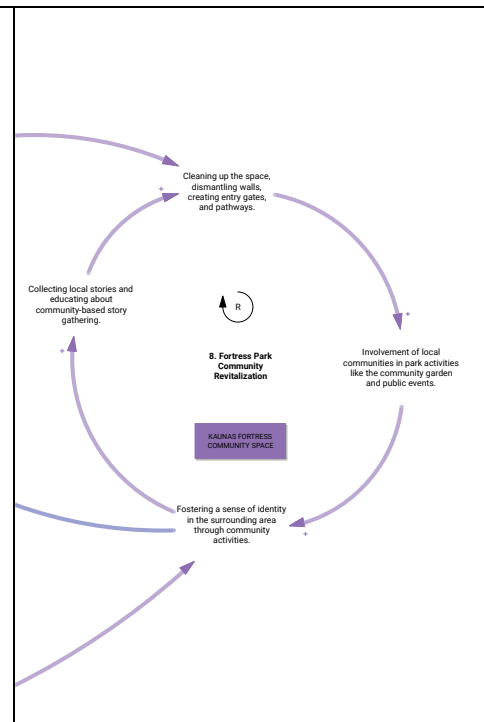 Cleaning up the space,
dismantling walls,
creating entry gates,
and pathways.
+
+
Collecting local stories and
educating about
community-based story
gathering.
R
+
Involvement of local
communities in park activities
like the community garden
and public events.
8. Fortress Park
Community
Revitalization
KAUNAS FORTRESS
COMMUNITY SPACE
Fostering a sense of identity
in the surrounding area
through community
activities.
+